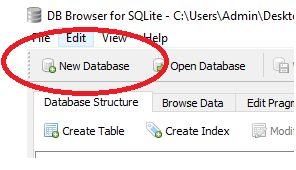 DB Browser for SQLite - C:\Users\Admin\Deskto
File Edit View Help
New Database Open Database
Database Structure Browse Data Edit Pragm
Create Table Create Index Modi